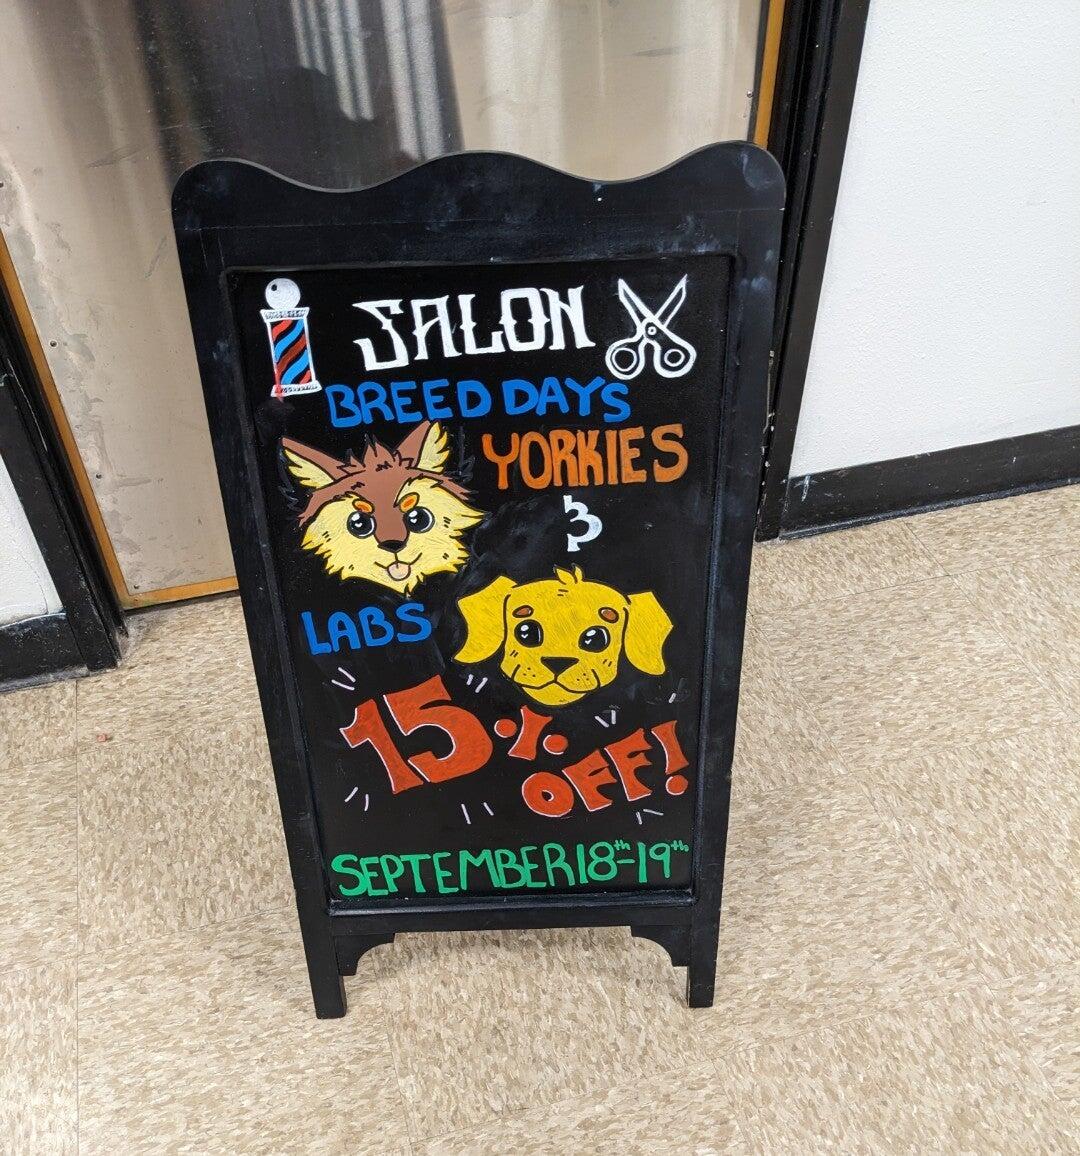 SALON
BREED DAYS
YORKIES
&
LABS
15% OFF!
SEPTEMBER 18th-19th